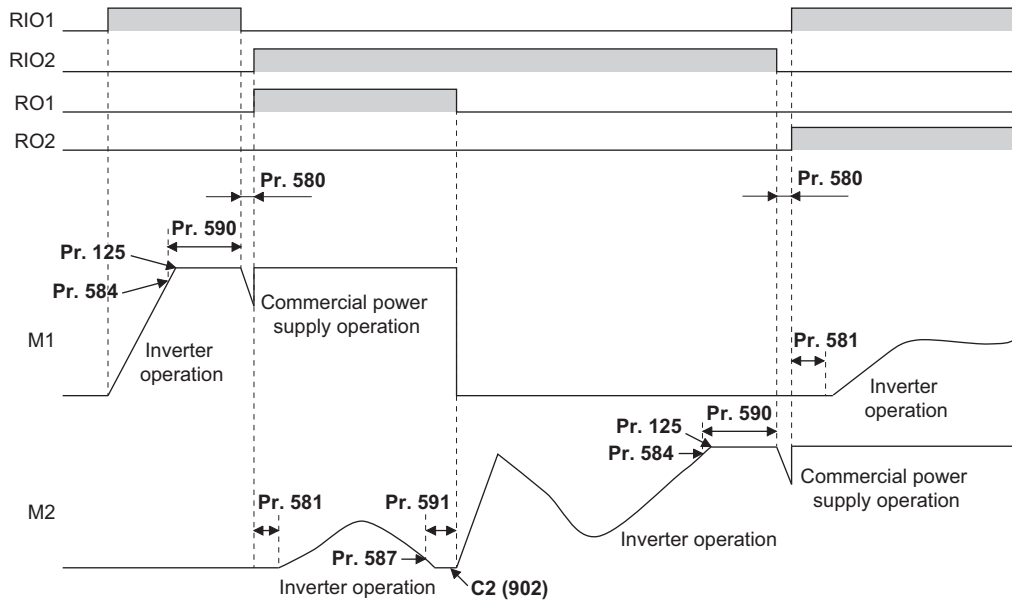 RIO1
RIO2
RO1
RO2
Pr. 580
Pr. 580
Pr. 590
Pr. 125
Pr. 584
Commercial power
supply operation
M1
Inverter
operation
Pr. 581
Inverter
operation
Pr. 590
Pr. 125
Pr. 584
Commercial power
supply operation
M2
Pr. 581
Pr. 591
Pr. 587
Inverter operation
Inverter operation
C2 (902)